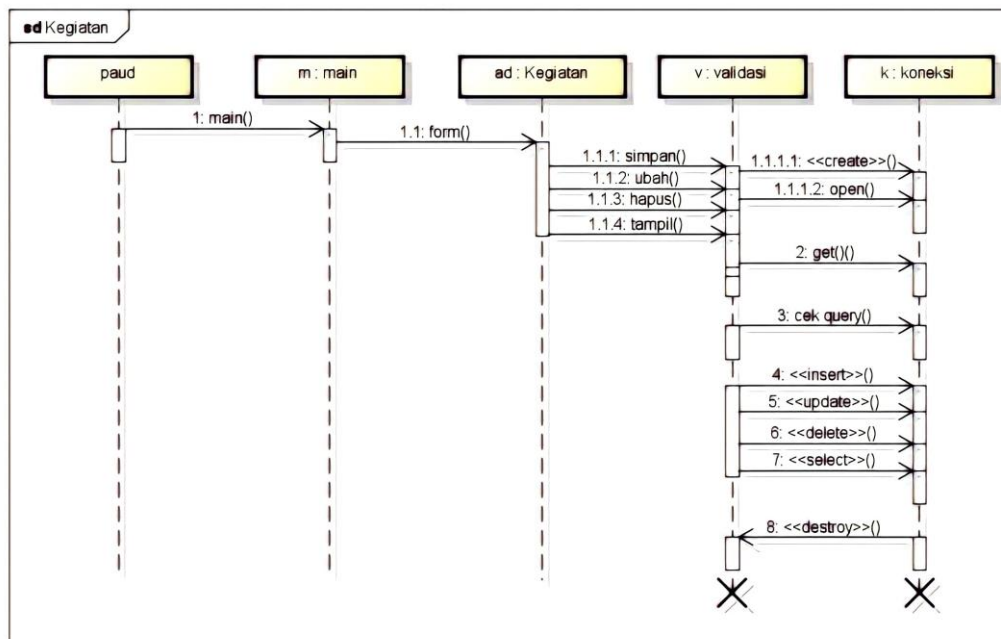 sd Kegiatan
paud
m : main
ad : Kegiatan
v : validasi
k : koneksi
1: main()
1.1: form()
1.1.1: simpan()
1.1.1.1: <<create>>()
1.1.2: ubah()
1.1.1.2: open()
1.1.3: hapus()
1.1.4: tampil()
2: get()()
3: cek query()
4: <<insert>>()
5: <<update>>()
6: <<delete>>()
7: <<select>>()
8: <<destroy>>()